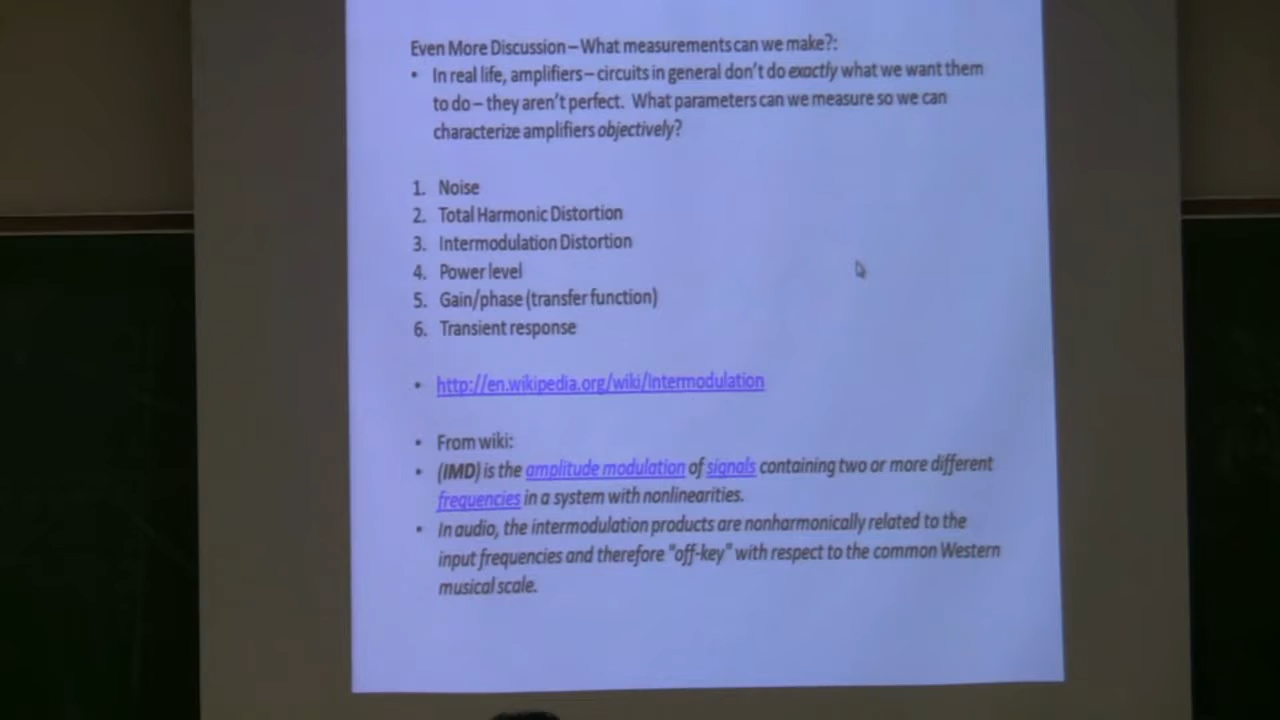 Even More Discussion – What measurements can we make?:
• In real life, amplifiers – circuits in general don't do exactly what we want them
to do – they aren't perfect. What parameters can we measure so we can
characterize amplifiers objectively?
1. Noise
2. Total Harmonic Distortion
3. Intermodulation Distortion
4. Power level
5. Gain/phase (transfer function)
6. Transient response
• http://en.wikipedia.org/wiki/Intermodulation
• From wiki:
• (IMD) is the amplitude modulation of signals containing two or more different
frequencies in a system with nonlinearities.
• In audio, the intermodulation products are nonharmonically related to the
input frequencies and therefore "off-key" with respect to the common Western
musical scale.